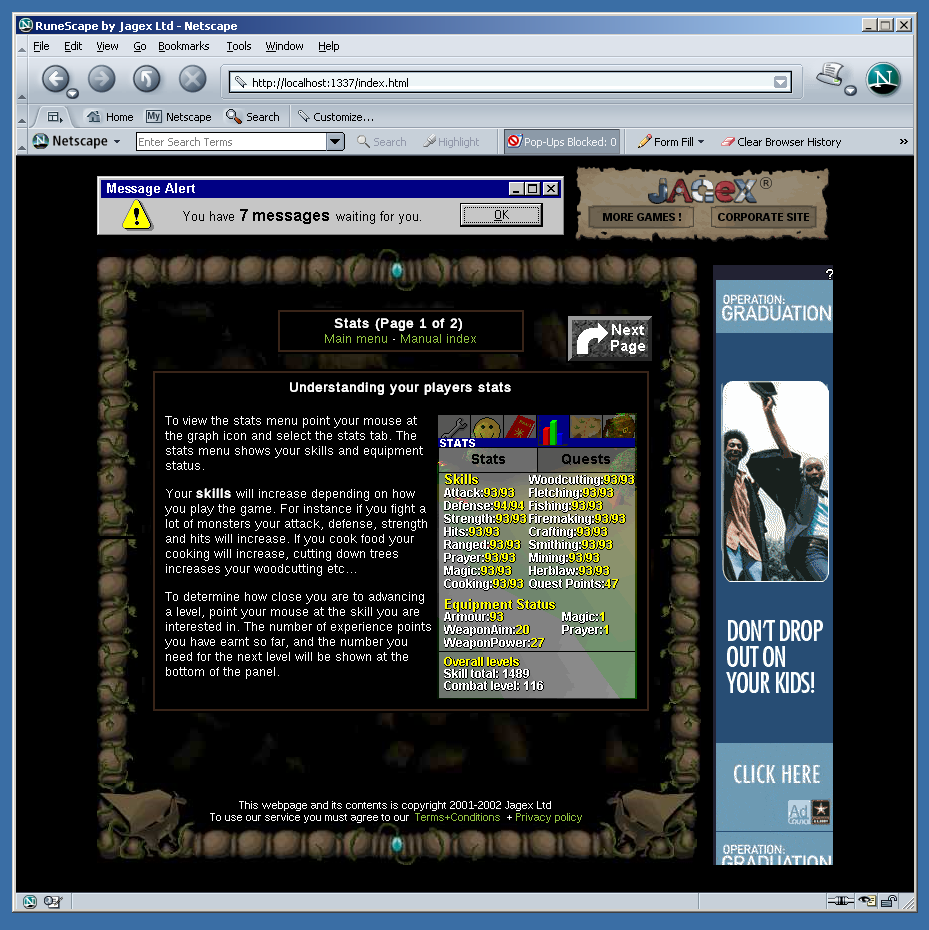 RuneScape by Jagex Ltd - Netscape
File Edit View Go Bookmarks Tools Window Help
http://localhost:1337/index.html
N
Home My Netscape Search Customize...
Netscape Enter Search Terms Search Highlight Pop-Ups Blocked: 0 Form Fill Clear Browser History »
Message Alert
You have 7 messages waiting for you.
OK
JAGEX®
MORE GAMES !
CORPORATE SITE
Stats (Page 1 of 2)
Main menu - Manual index
Next
Page
Understanding your players stats
To view the stats menu point your mouse at
the graph icon and select the stats tab. The
stats menu shows your skills and equipment
status.
Your skills will increase depending on how
you play the game. For instance if you fight a
lot of monsters your attack, defense, strength
and hits will increase. If you cook food your
cooking will increase, cutting down trees
increases your woodcutting etc...
To determine how close you are to advancing
a level, point your mouse at the skill you are
interested in. The number of experience points
you have earnt so far, and the number you
need for the next level will be shown at the
bottom of the panel.
STATS
Stats Quests
Skills Woodcutting:93/93
Attack:93/93 Fletching:93/93
Defense:94/94 Fishing:93/93
Strength:93/93 Firemaking:93/93
Hits:93/93 Crafting:93/93
Ranged:93/93 Smithing:93/93
Prayer:93/93 Mining:93/93
Magic:93/93 Herblaw:93/93
Cooking:93/93 Quest Points:47
Equipment Status
Armour:93 Magic:1
WeaponAim:20 Prayer:1
WeaponPower:27
Overall levels
Skill total: 1489
Combat level: 116
This webpage and its contents is copyright 2001-2002 Jagex Ltd
To use our service you must agree to our Terms+Conditions + Privacy policy
?
OPERATION:
GRADUATION
DON'T DROP
OUT ON
YOUR KIDS!
CLICK HERE
Ad
Council
OPERATION:
GRADUATION